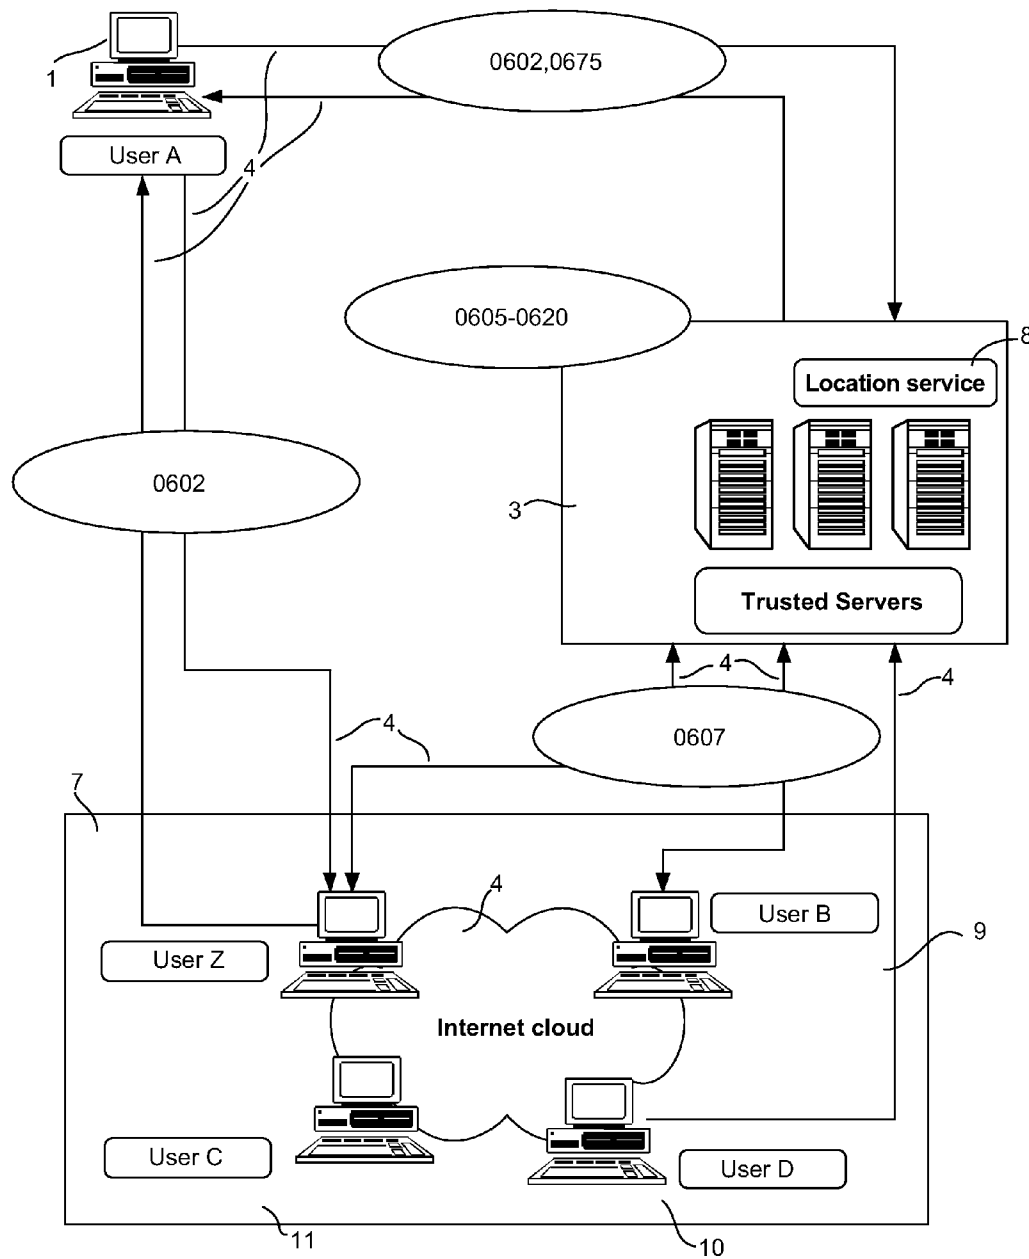 0602,0675
1
User A
4
0605-0620
8
Location service
0602
3
Trusted Servers
4
4
4
0607
7
4
User B
9
User Z
Internet cloud
User C
User D
11
10